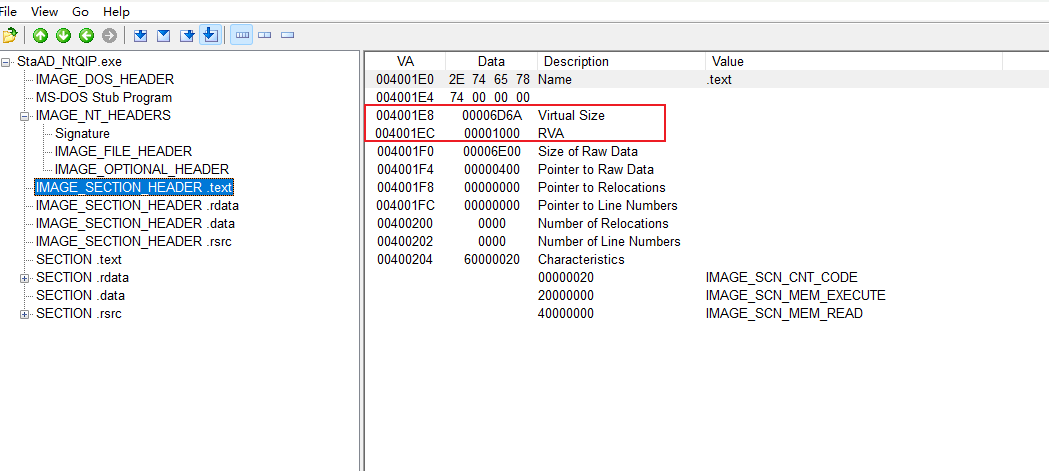 File View Go Help
StaAD_NtQIP.exe
IMAGE_DOS_HEADER
MS-DOS Stub Program
IMAGE_NT_HEADERS
Signature
IMAGE_FILE_HEADER
IMAGE_OPTIONAL_HEADER
IMAGE_SECTION_HEADER .text
IMAGE_SECTION_HEADER .rdata
IMAGE_SECTION_HEADER .data
IMAGE_SECTION_HEADER .rsrc
SECTION .text
SECTION .rdata
SECTION .data
SECTION .rsrc
VA Data Description Value
004001E0 2E 74 65 78 Name .text
004001E4 74 00 00 00
004001E8 00006D6A Virtual Size
004001EC 00001000 RVA
004001F0 00006E00 Size of Raw Data
004001F4 00000400 Pointer to Raw Data
004001F8 00000000 Pointer to Relocations
004001FC 00000000 Pointer to Line Numbers
00400200 0000 Number of Relocations
00400202 0000 Number of Line Numbers
00400204 60000020 Characteristics
00000020 IMAGE_SCN_CNT_CODE
20000000 IMAGE_SCN_MEM_EXECUTE
40000000 IMAGE_SCN_MEM_READ